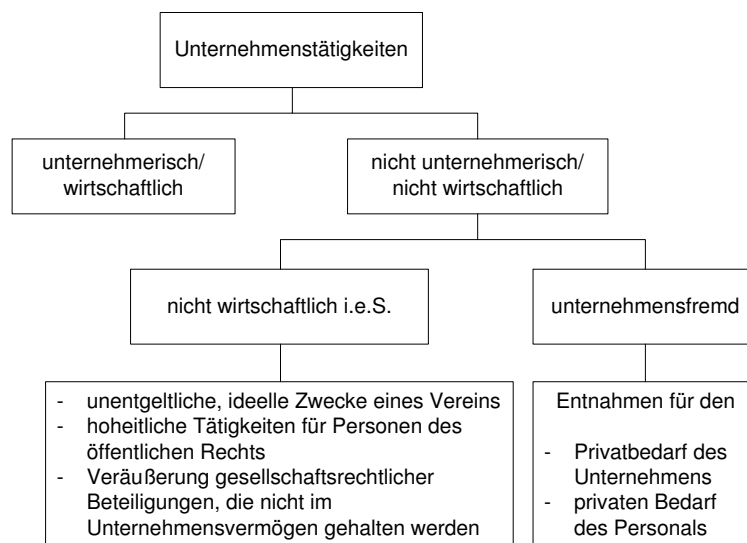 Unternehmenstätigkeiten
unternehmerisch/
wirtschaftlich
nicht unternehmerisch/
nicht wirtschaftlich
nicht wirtschaftlich i.e.S.
unternehmensfremd
- unentgeltliche, ideelle Zwecke eines Vereins
- hoheitliche Tätigkeiten für Personen des
öffentlichen Rechts
- Veräußerung gesellschaftsrechtlicher
Beteiligungen, die nicht im
Unternehmensvermögen gehalten werden
Entnahmen für den
- Privatbedarf des
Unternehmens
- privaten Bedarf
des Personals